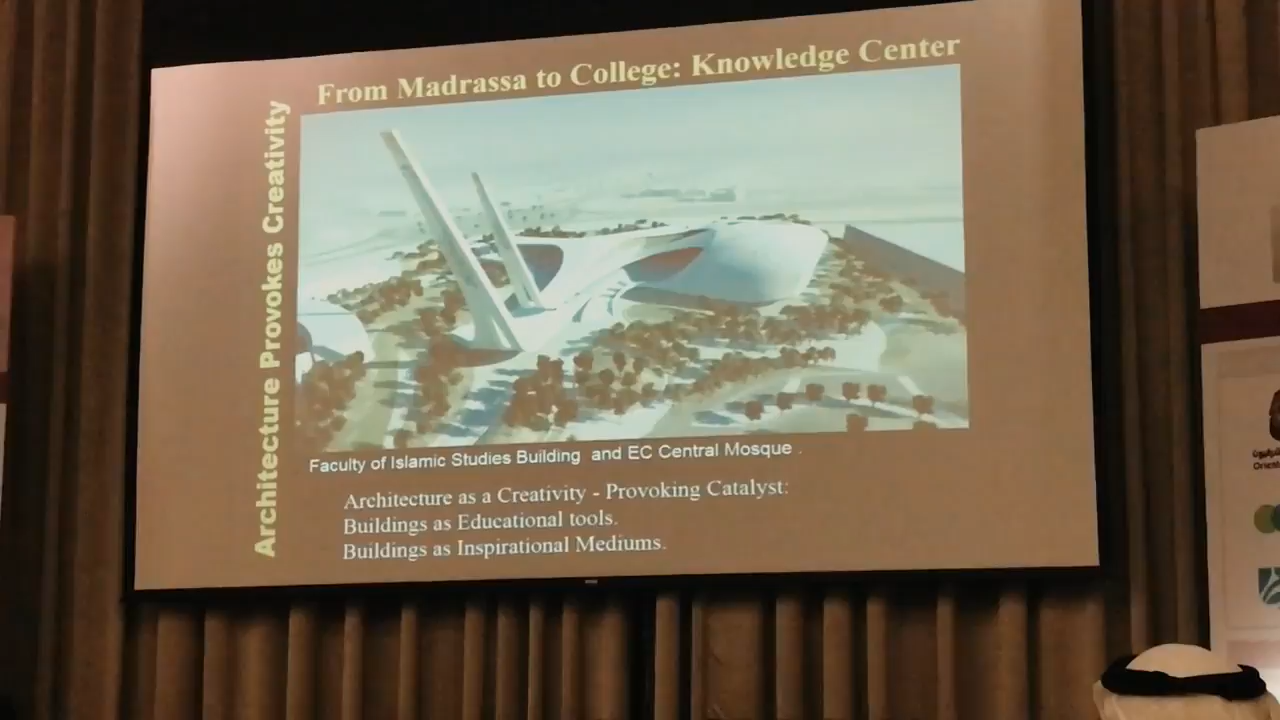 From Madrassa to College: Knowledge Center
Architecture Provokes Creativity
Faculty of Islamic Studies Building and EC Central Mosque .
Architecture as a Creativity - Provoking Catalyst:
Buildings as Educational tools.
Buildings as Inspirational Mediums.